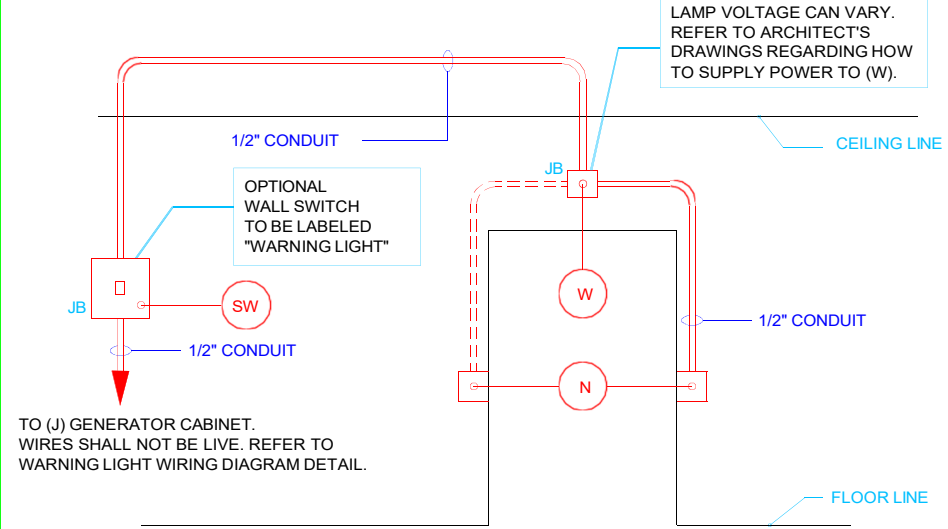 LAMP VOLTAGE CAN VARY.
REFER TO ARCHITECT'S
DRAWINGS REGARDING HOW
TO SUPPLY POWER TO (W).
1/2" CONDUIT
CEILING LINE
JB
OPTIONAL
WALL SWITCH
TO BE LABELED
"WARNING LIGHT"
W
JB
SW
1/2" CONDUIT
1/2" CONDUIT
N
TO (J) GENERATOR CABINET.
WIRES SHALL NOT BE LIVE. REFER TO
WARNING LIGHT WIRING DIAGRAM DETAIL.
FLOOR LINE